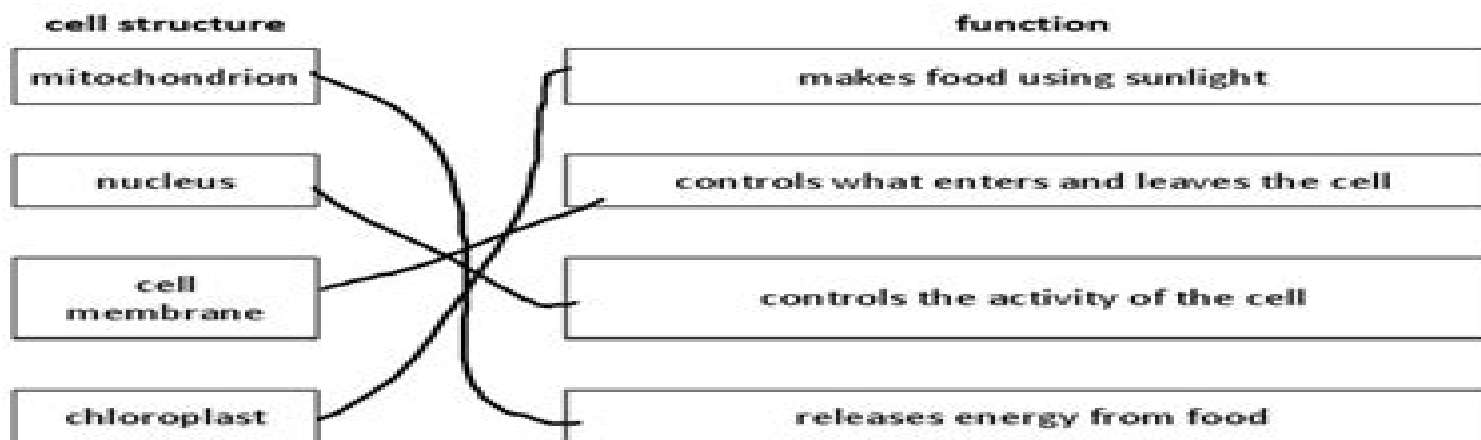 cell structure
function
mitochondrion
makes food using sunlight
nucleus
controls what enters and leaves the cell
cell
membrane
controls the activity of the cell
chloroplast
releases energy from food